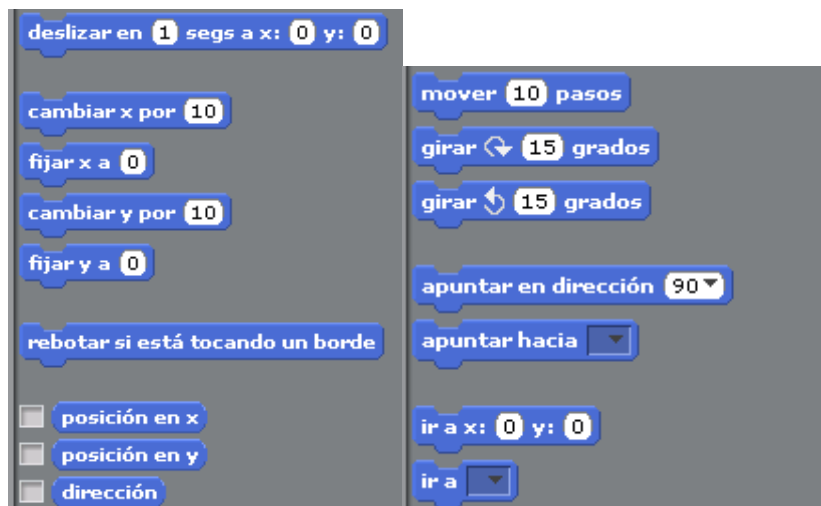 deslizar en 1 segs a x: 0 y: 0
cambiar x por 10
fijar x a 0
cambiar y por 10
fijar y a 0
rebotar si está tocando un borde
posición en x
posición en y
dirección
mover 10 pasos
girar 15 grados
girar 15 grados
apuntar en dirección 90
apuntar hacia
ir a x: 0 y: 0
ir a